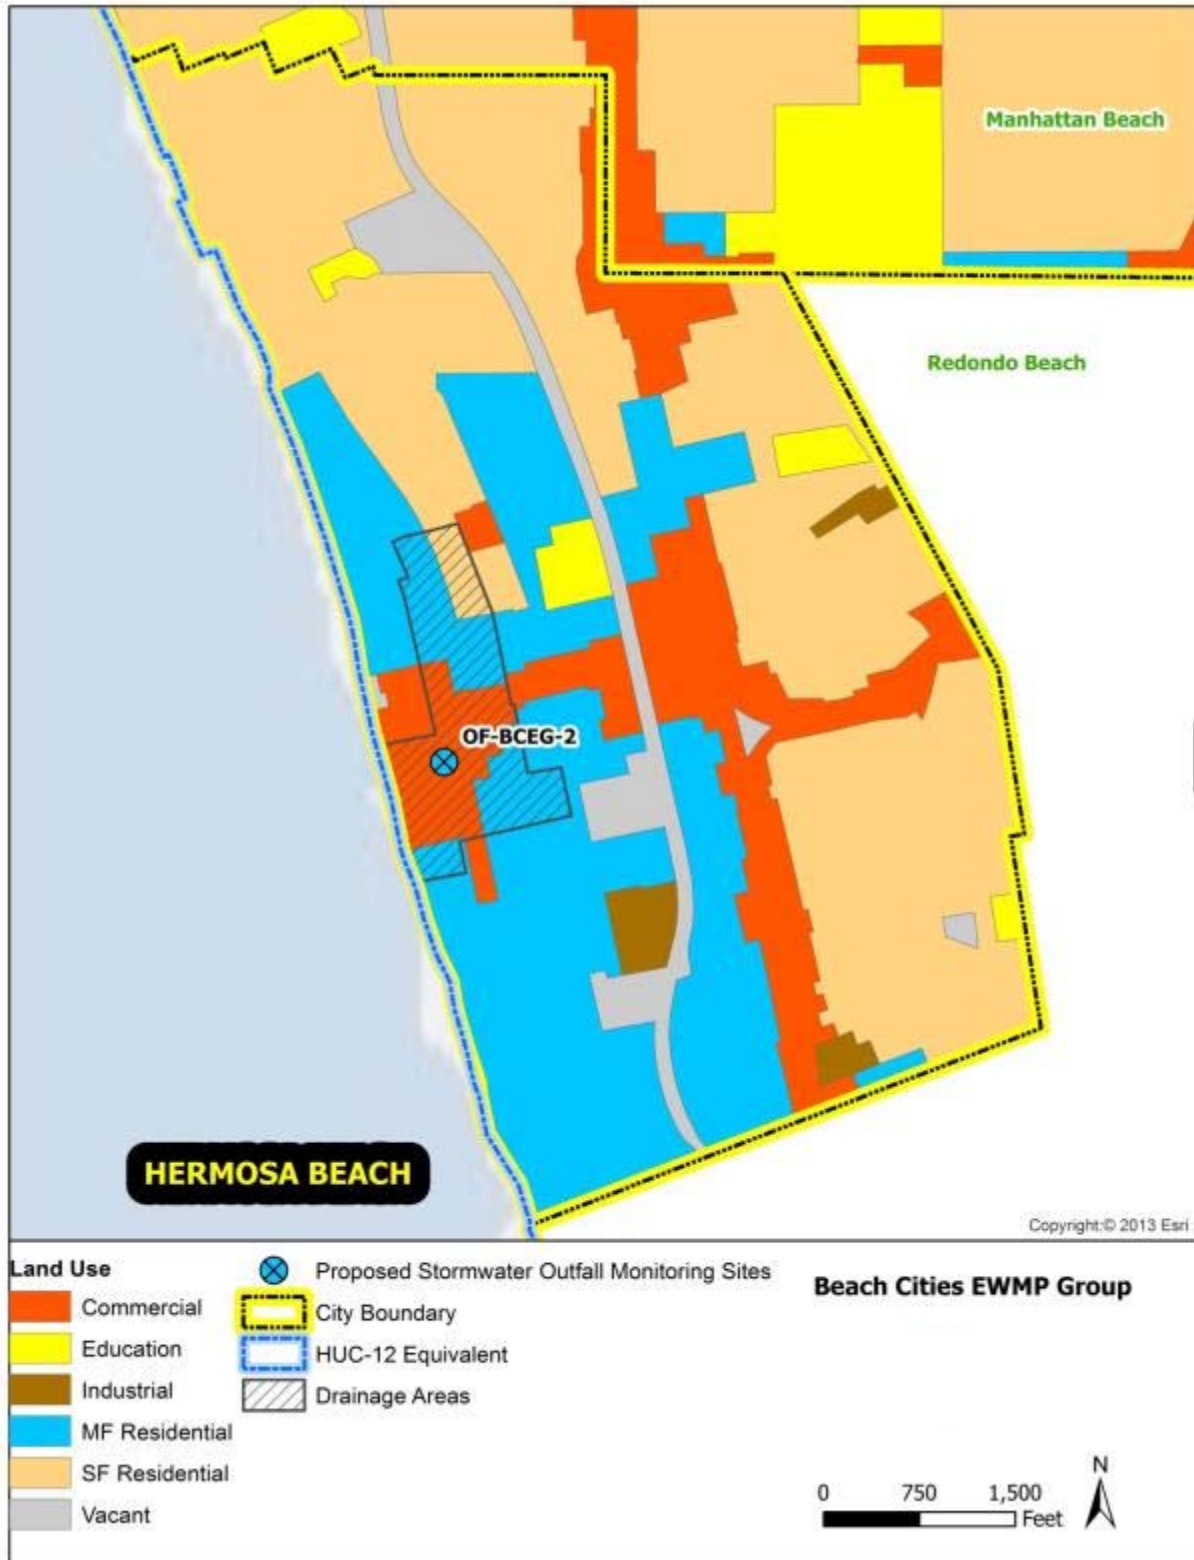 Manhattan Beach
Redondo Beach
OF-BCEG-2
HERMOSA BEACH
Copyright:© 2013 Esri
Land Use
Commercial
Education
Industrial
MF Residential
SF Residential
Vacant
Proposed Stormwater Outfall Monitoring Sites
City Boundary
HUC-12 Equivalent
Drainage Areas
Beach Cities EWMP Group
N
0 750 1,500
Feet